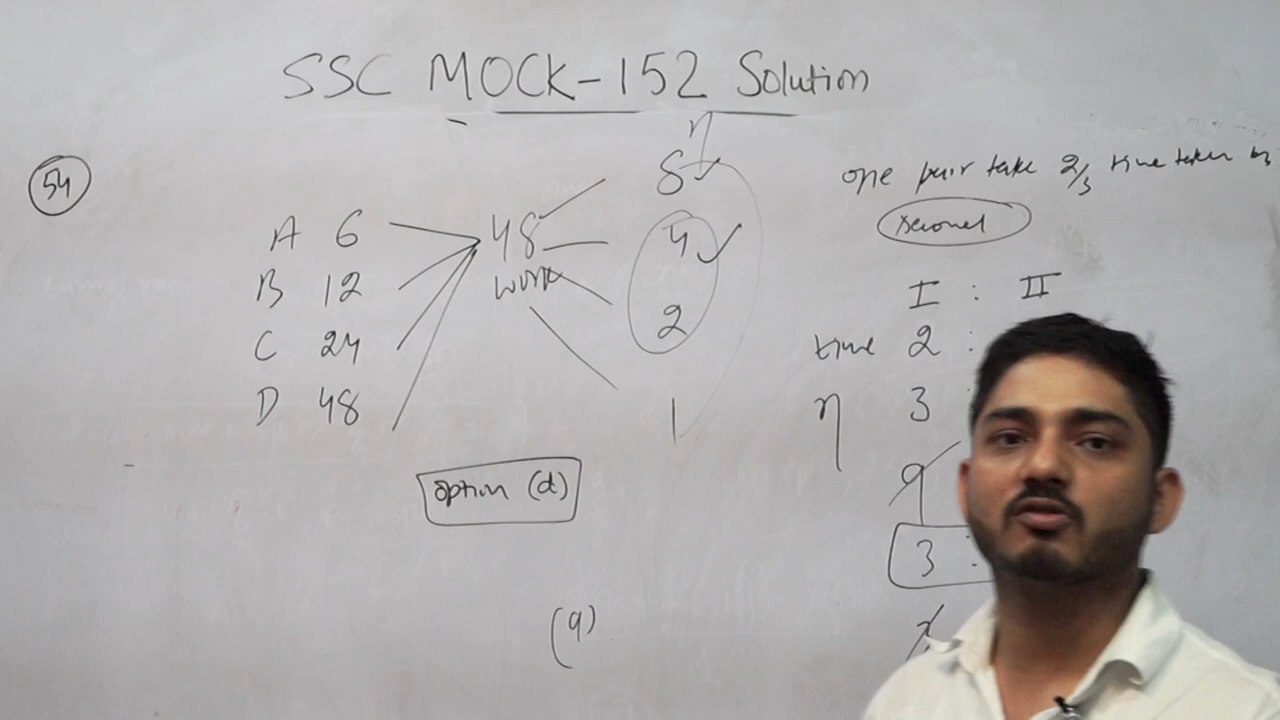 SSC MOCK-152 Solution
54
η
8
one pair take 2/3 time taken by
second
A 6
48
4
B 12
work
I : II
C 24
2
time 2 :
D 48
1
η 3
9
option (d)
3 :
(9)
x